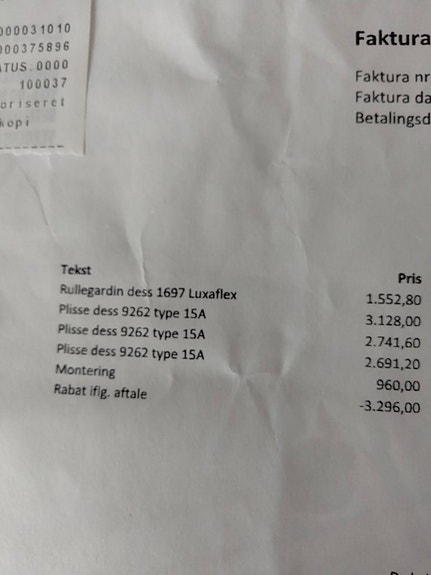 000031010
000375896
ATUS:0000
100037
oriseret
kopi
Faktura
Faktura nr
Faktura da
Betalingsd
Tekst Pris
Rullegardin dess 1697 Luxaflex 1.552,80
Plisse dess 9262 type 15A 3.128,00
Plisse dess 9262 type 15A 2.741,60
Plisse dess 9262 type 15A 2.691,20
Montering 960,00
Rabat iflg. aftale -3.296,00